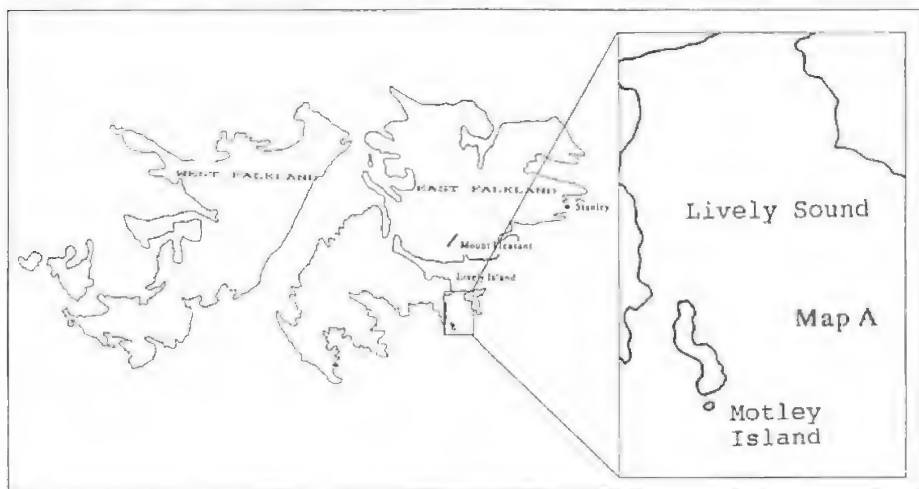 WEST FALKLAND
EAST FALKLAND
Stanley
Mount Pleasant
Lively Island
Lively Sound
Map A
Motley
Island